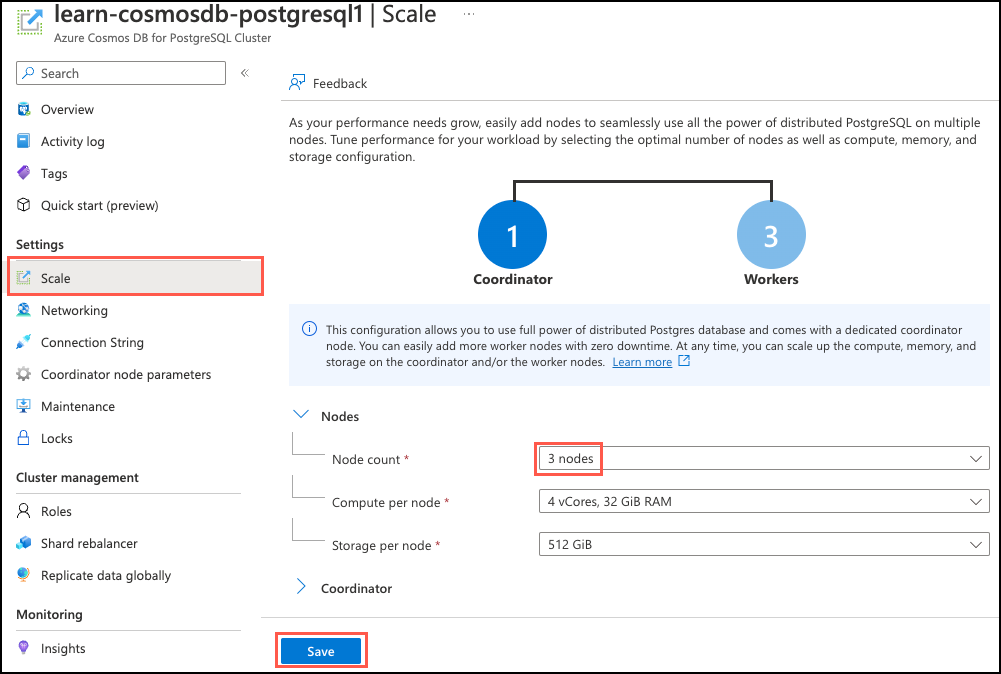 learn-cosmosdb-postgresql1 | Scale ...
Azure Cosmos DB for PostgreSQL Cluster
Search
«
Overview
Activity log
Tags
Quick start (preview)
Settings
Scale
Networking
Connection String
Coordinator node parameters
Maintenance
Locks
Cluster management
Roles
Shard rebalancer
Replicate data globally
Monitoring
Insights
Feedback
As your performance needs grow, easily add nodes to seamlessly use all the power of distributed PostgreSQL on multiple
nodes. Tune performance for your workload by selecting the optimal number of nodes as well as compute, memory, and
storage configuration.
1
Coordinator
3
Workers
This configuration allows you to use full power of distributed Postgres database and comes with a dedicated coordinator
node. You can easily add more worker nodes with zero downtime. At any time, you can scale up the compute, memory, and
storage on the coordinator and/or the worker nodes. Learn more
Nodes
Node count * 3 nodes
Compute per node * 4 vCores, 32 GiB RAM
Storage per node * 512 GiB
Coordinator
Save